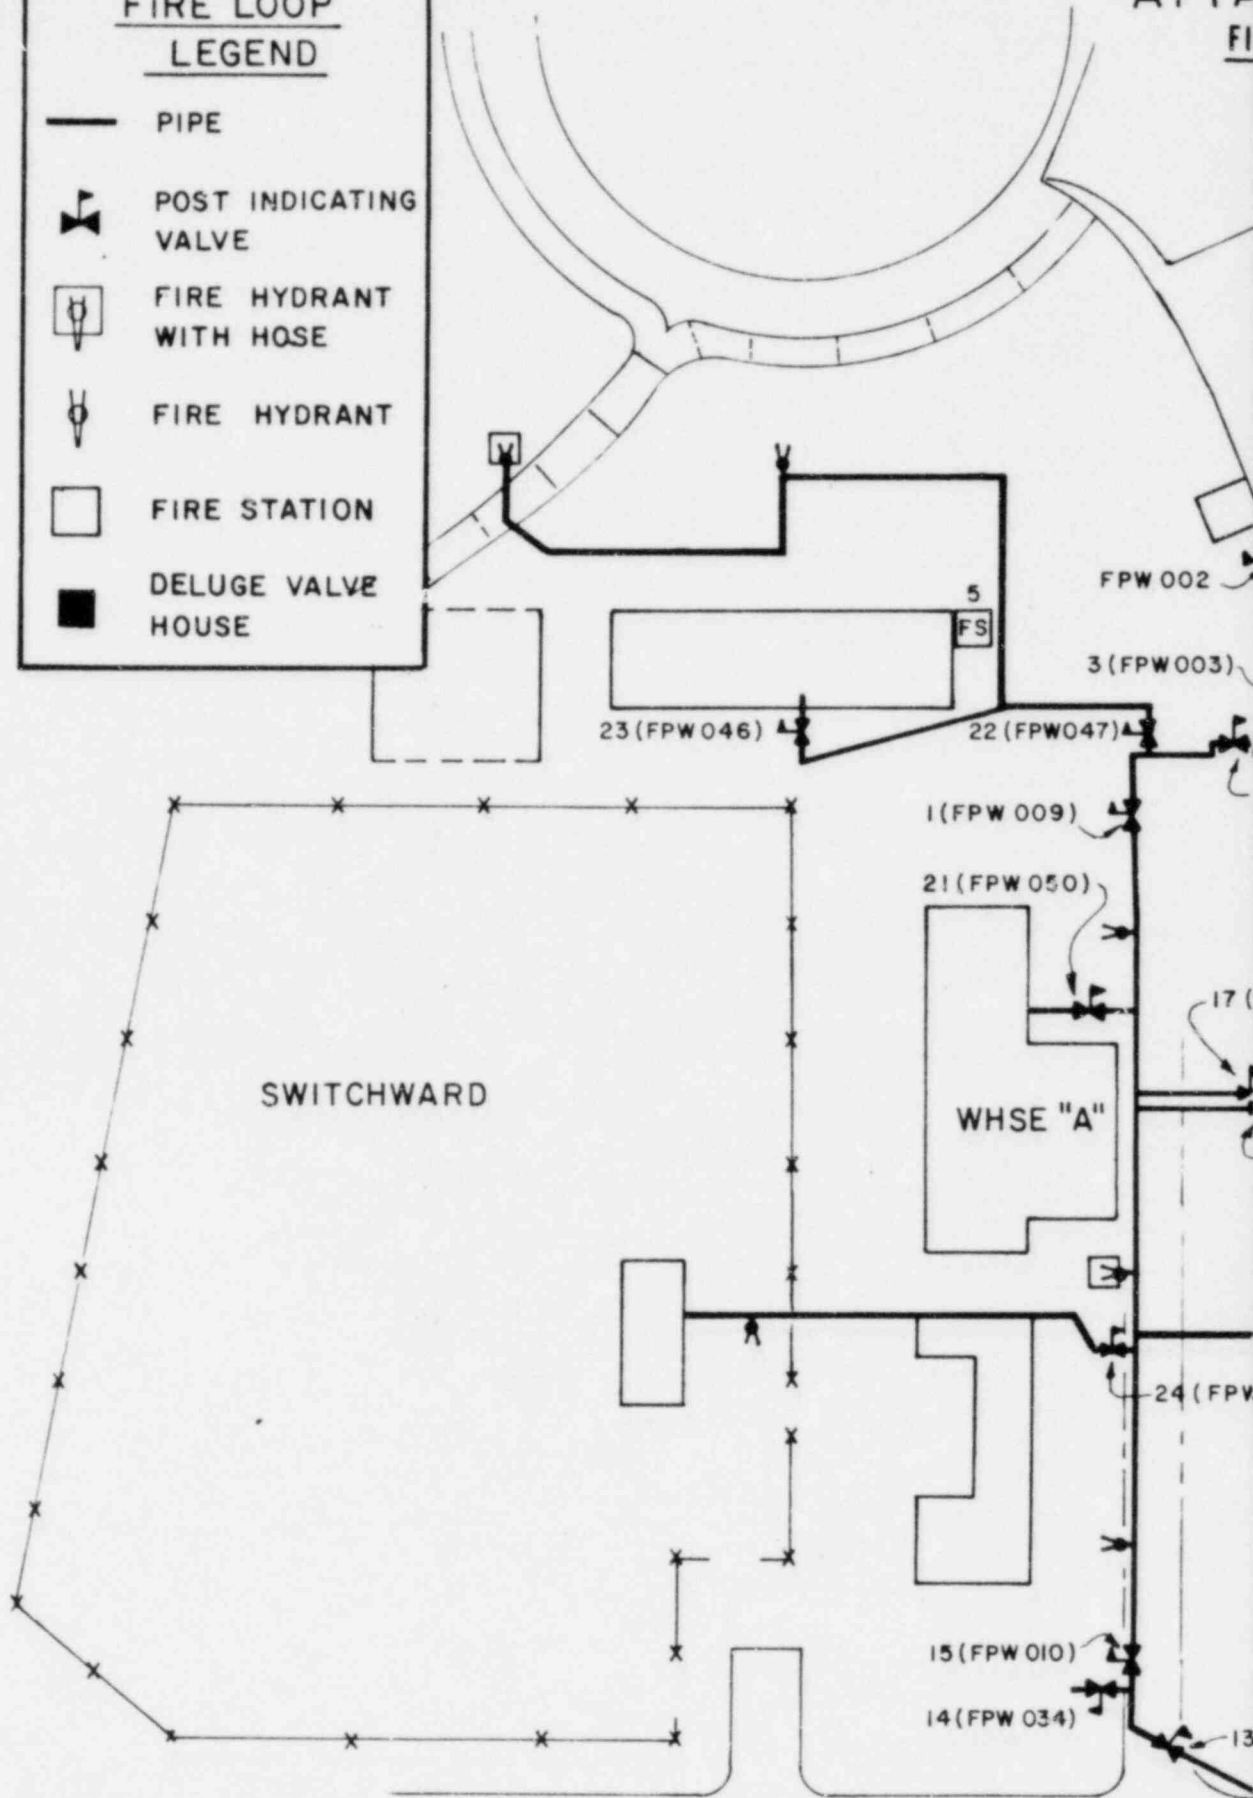 FIRE LOOP
LEGEND
PIPE
POST INDICATING
VALVE
FIRE HYDRANT
WITH HOSE
FIRE HYDRANT
FIRE STATION
DELUGE VALVE
HOUSE
ATTA
FI
FPW 002
5
FS
3 (FPW 003)
23 (FPW 046)
22 (FPW 047)
1 (FPW 009)
21 (FPW 050)
17 (
SWITCHWARD
WHSE "A"
24 (FPW
15 (FPW 010)
14 (FPW 034)
13